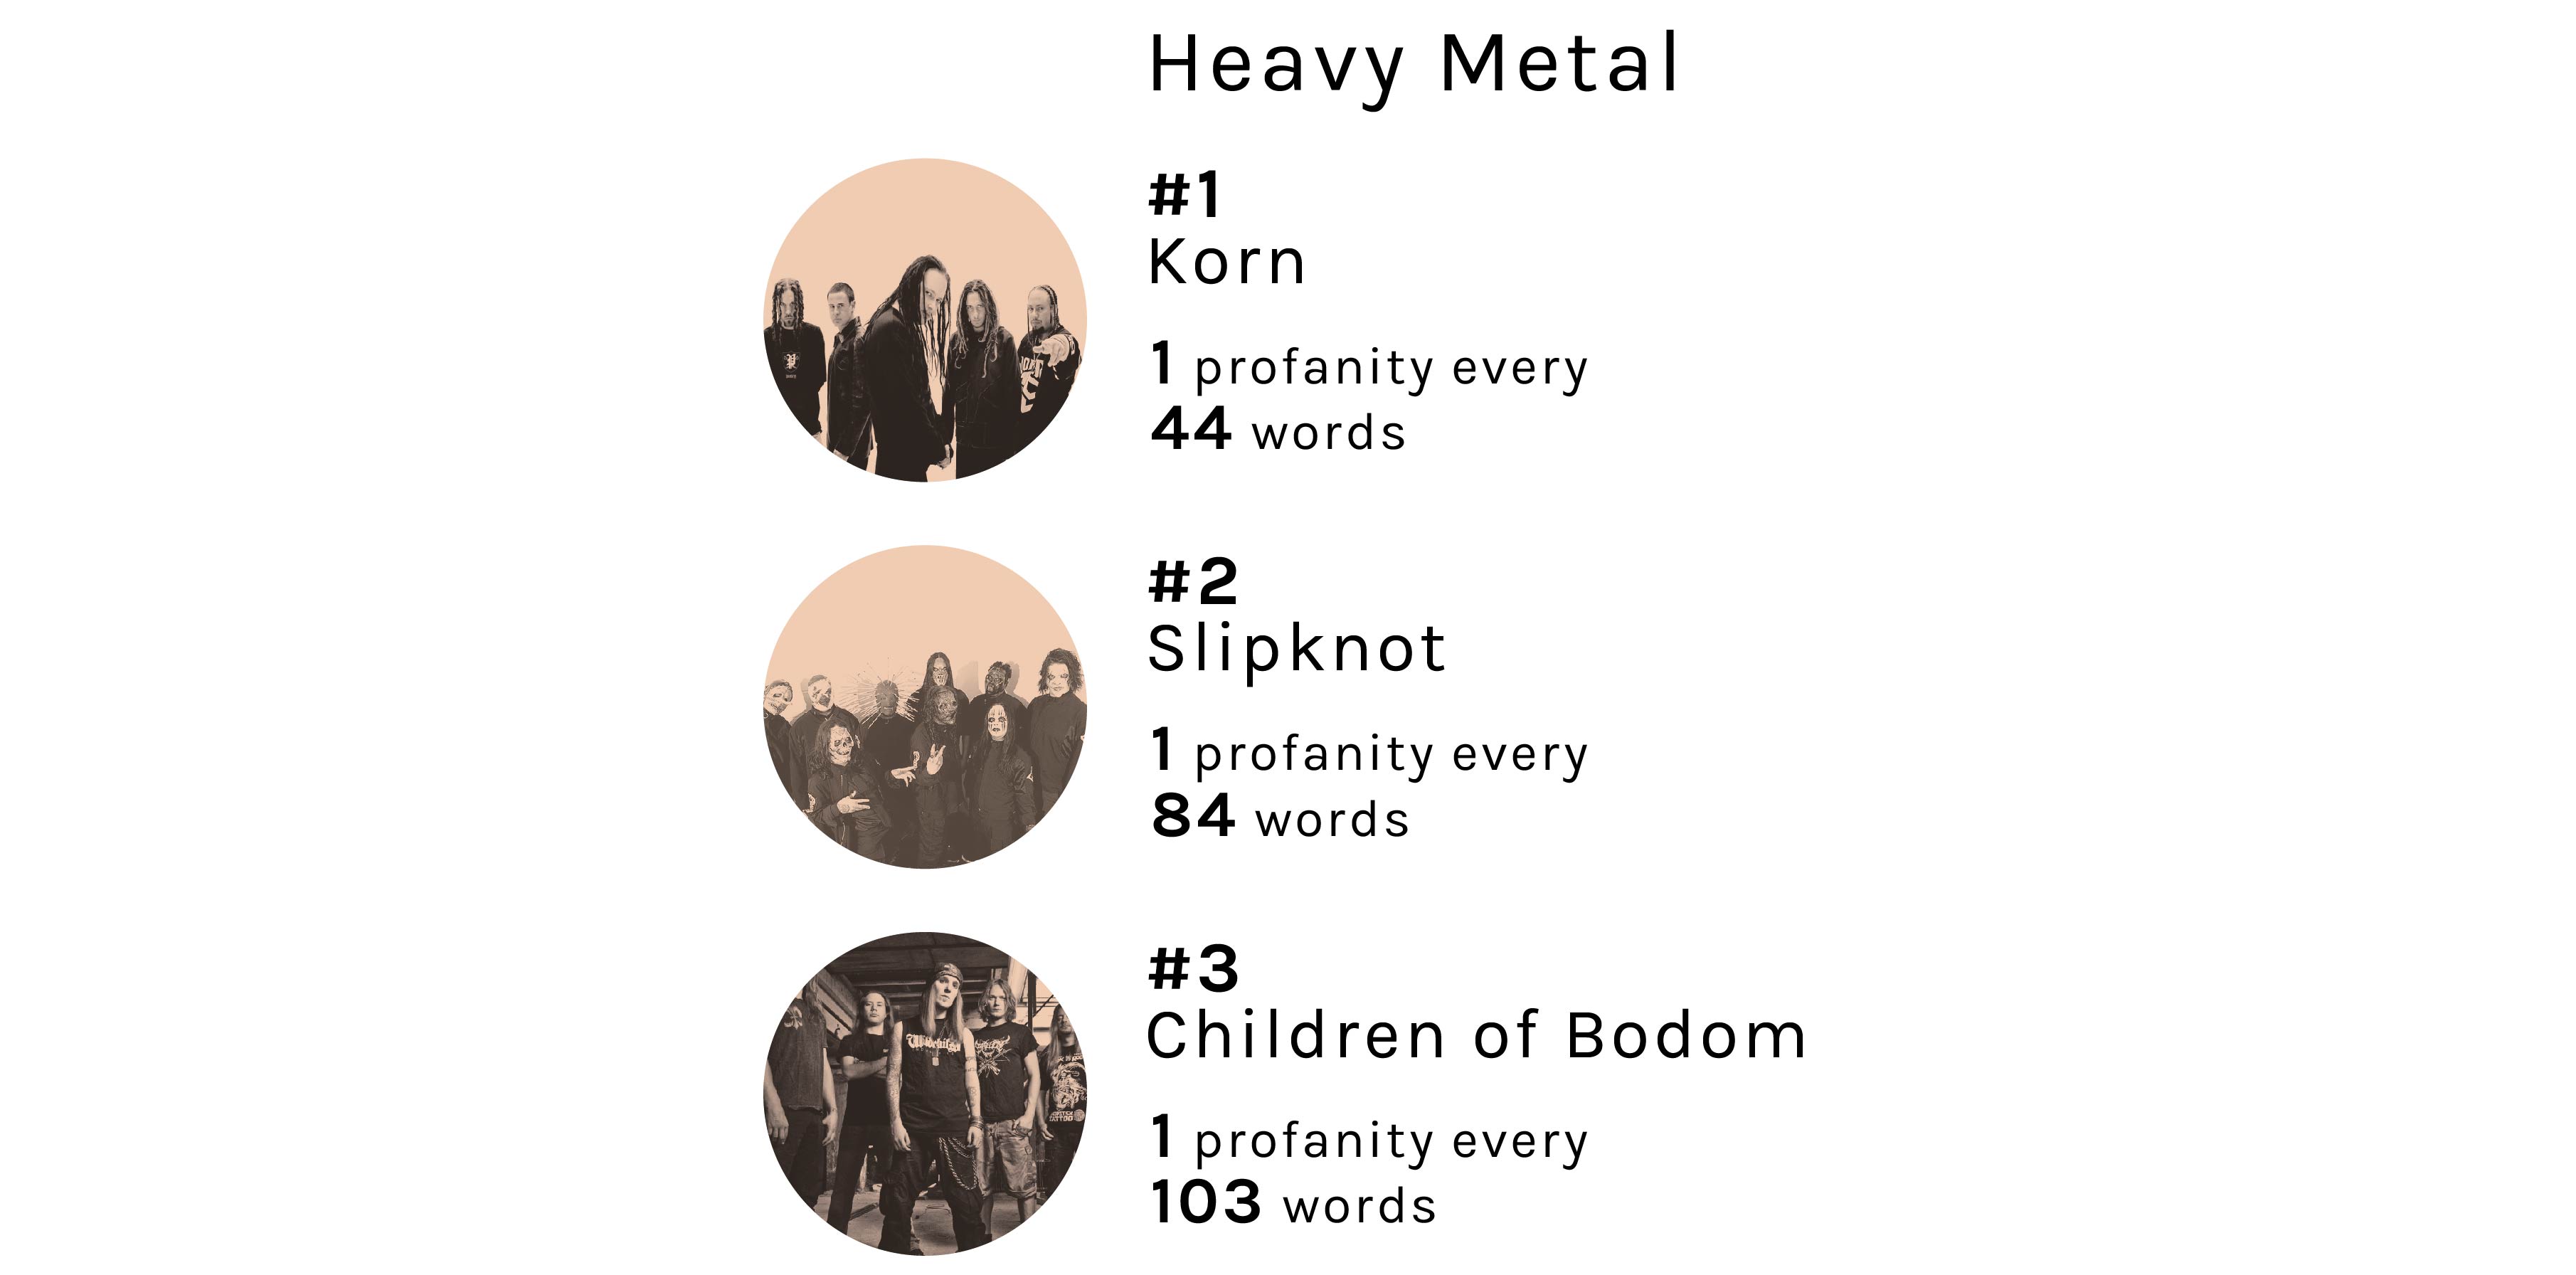 Heavy Metal
#1
Korn
1 profanity every
44 words
#2
Slipknot
1 profanity every
84 words
#3
Children of Bodom
1 profanity every
103 words